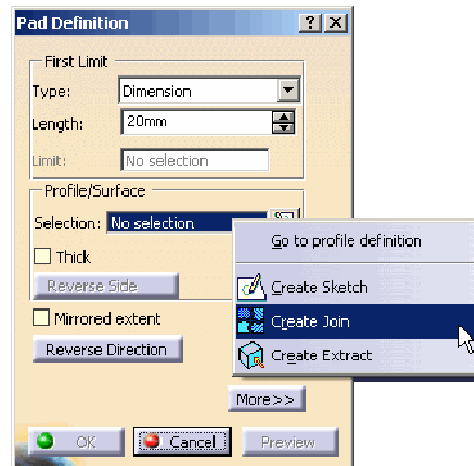 Pad Definition
First Limit
Type: Dimension
Length: 20mm
Limit: No selection
Profile/Surface
Selection: No selection
Go to profile definition
Thick
Reverse Side
Create Sketch
Mirrored extent
Create Join
Reverse Direction
Create Extract
More>>
OK Cancel Preview